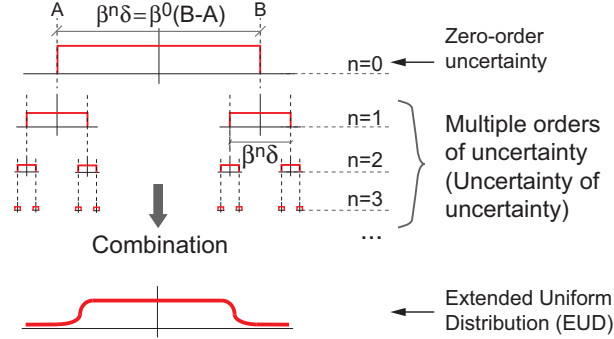 A
B
βⁿδ=β⁰(B-A)
n=0
Zero-order
uncertainty
n=1
βⁿδ
n=2
n=3
...
Multiple orders
of uncertainty
(Uncertainty of
uncertainty)
Combination
Extended Uniform
Distribution (EUD)